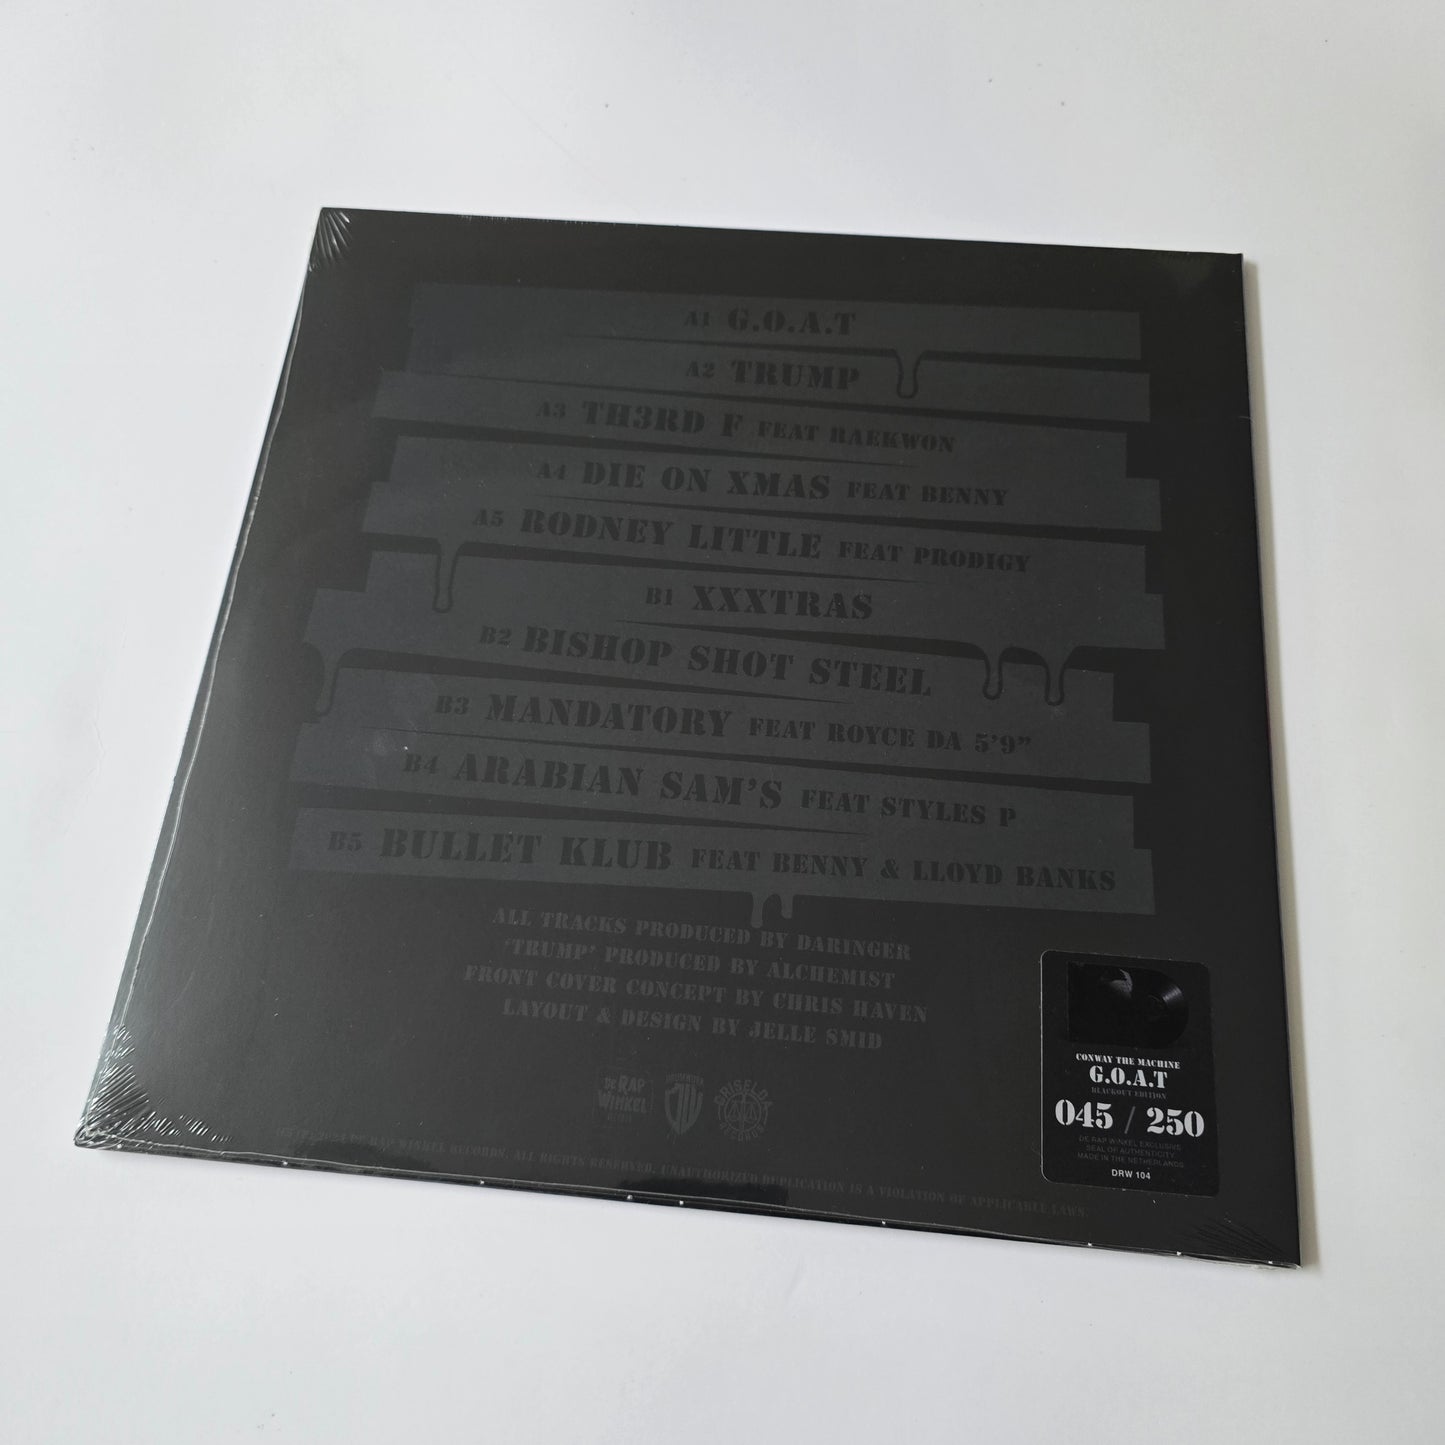 A1 G.O.A.T
A2 TRUMP
A3 TH3RD F FEAT RAEKWON
A4 DIE ON XMAS FEAT BENNY
A5 RODNEY LITTLE FEAT PRODIGY
B1 XXXTRAS
B2 BISHOP SHOT STEEL
B3 MANDATORY FEAT ROYCE DA 5'9"
B4 ARABIAN SAM'S FEAT STYLES P
B5 BULLET KLUB FEAT BENNY & LLOYD BANKS
ALL TRACKS PRODUCED BY DARINGER
'TRUMP' PRODUCED BY ALCHEMIST
FRONT COVER CONCEPT BY CHRIS HAVEN
LAYOUT & DESIGN BY JELLE SMID
DE RAP
WINKEL
GRISELDA
RECORDS
DE RAP WINKEL RECORDS. ALL RIGHTS RESERVED. UNAUTHORIZED DUPLICATION IS A VIOLATION OF APPLICABLE LAWS.
CONWAY THE MACHINE
G.O.A.T
BLACKOUT EDITION
045 / 250
DE RAP WINKEL EXCLUSIVE
SEAL OF AUTHENTICITY
MADE IN THE NETHERLANDS
DRW 104